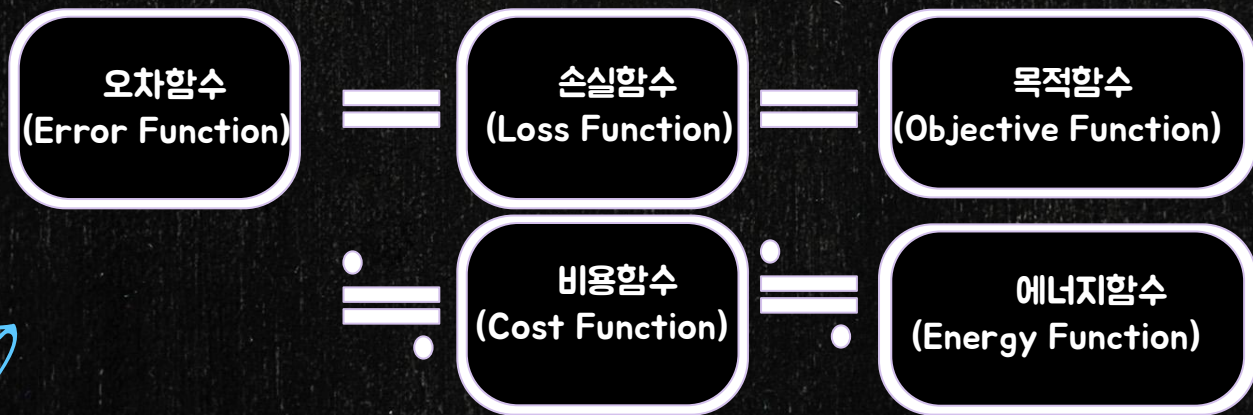 오차함수
(Error Function)
=
손실함수
(Loss Function)
=
목적함수
(Objective Function)
≒
비용함수
(Cost Function)
≒
에너지함수
(Energy Function)